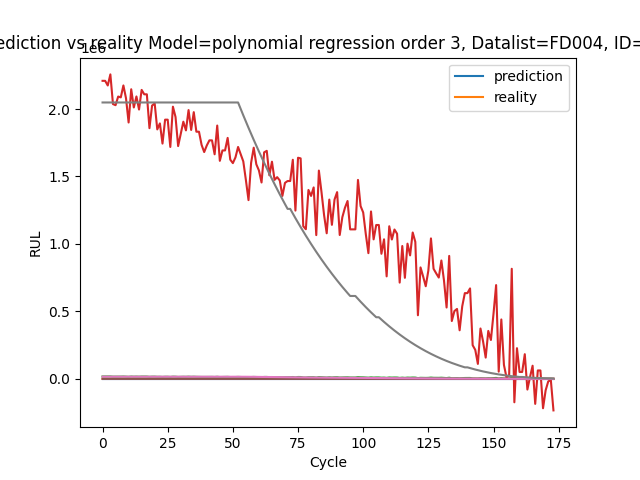 ediction vs reality Model=polynomial regression order 3, Datalist=FD004, ID=
1e6
prediction
reality
2.0
1.5
1.0
0.5
0.0
RUL
0 25 50 75 100 125 150 175
Cycle